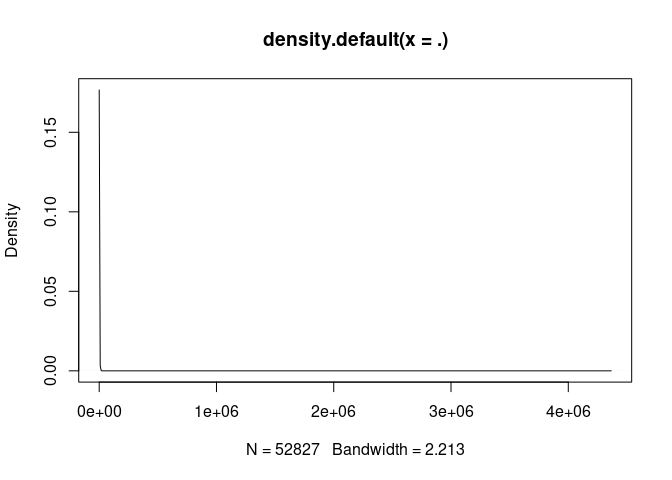 density.default(x = .)
Density
0.15
0.10
0.05
0.00
0e+00 1e+06 2e+06 3e+06 4e+06
N = 52827 Bandwidth = 2.213